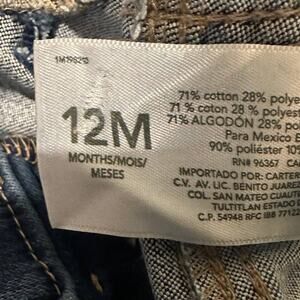 1M198210
12M
MONTHS/MOIS/
MESES
71% cotton 28% polye
71 % coton 28 % polyest
71% ALGODÓN 28% pol
Para Mexico
90% poliéster 10%
RN# 96367 CA
IMPORTADO POR: CARTER
C.V. AV. LIC. BENITO JUAREZ
COL. SAN MATEO CUAUT
TULTITLAN ESTADO
C.P. 54948 RFC IBB 77122